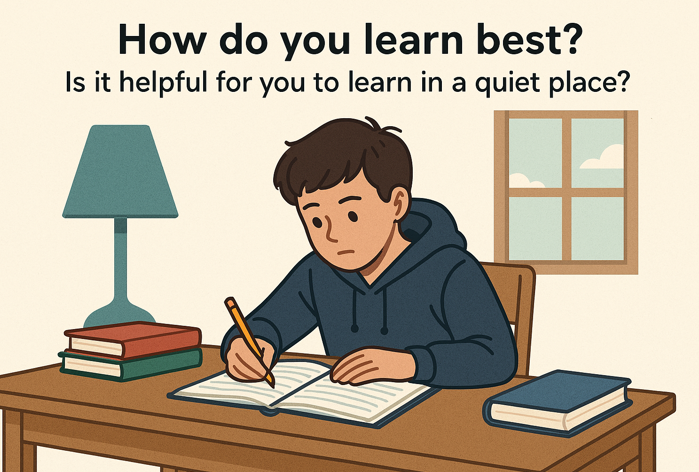 How do you learn best?
Is it helpful for you to learn in a quiet place?